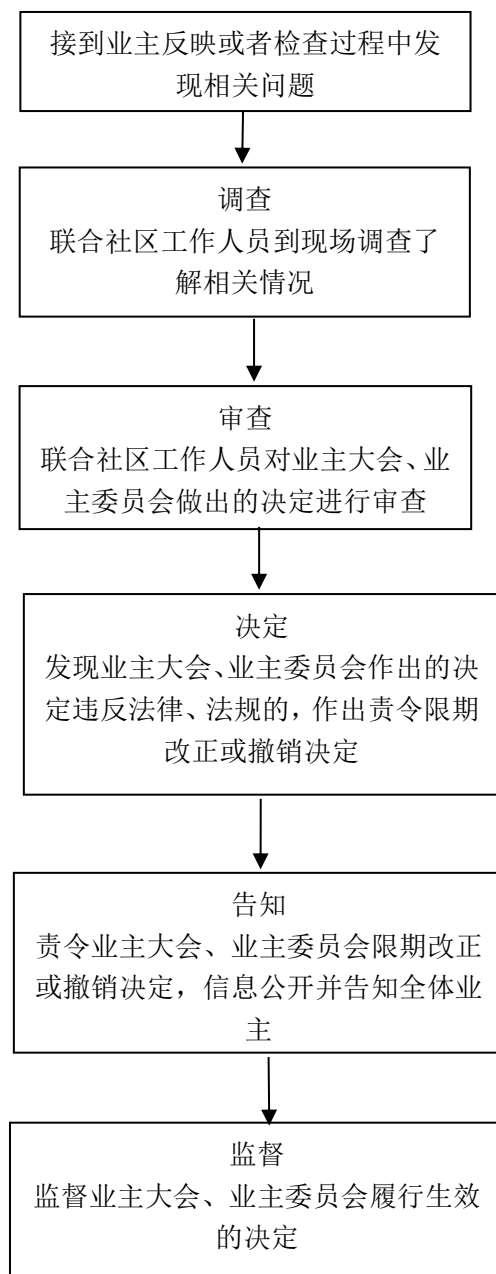 接到业主反映或者检查过程中发
现相关问题
调查
联合社区工作人员到现场调查了
解相关情况
审查
联合社区工作人员对业主大会、业
主委员会做出的决定进行审查
决定
发现业主大会、业主委员会作出的决
定违反法律、法规的，作出责令限期
改正或撤销决定
告知
责令业主大会、业主委员会限期改正
或撤销决定，信息公开并告知全体业
主
监督
监督业主大会、业主委员会履行生效
的决定